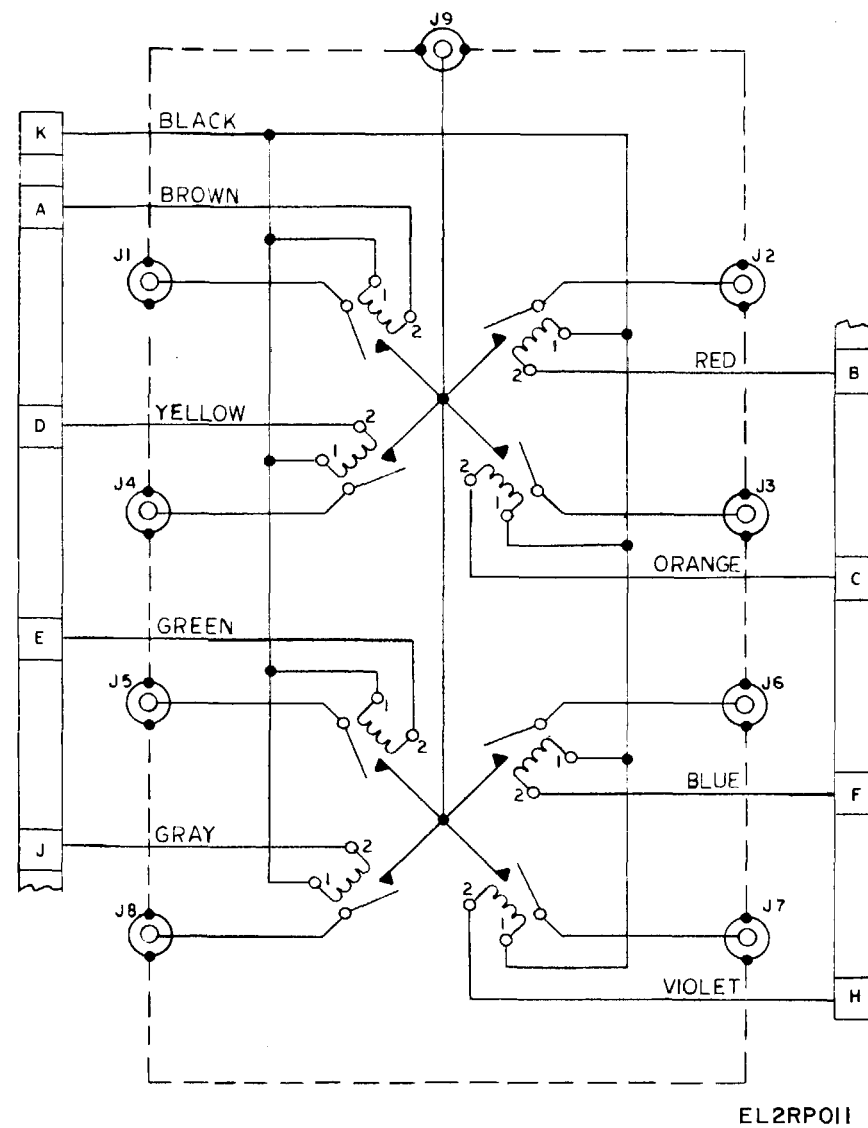 J9
K BLACK
A BROWN
J1 J2
1
2 1
2 RED B
D YELLOW 2
1 2
J4 1 J3
ORANGE C
E GREEN
J5 J6
1
2 1
2 BLUE F
J GRAY 2
1 2
J8 1 J7
VIOLET H
EL2RP011